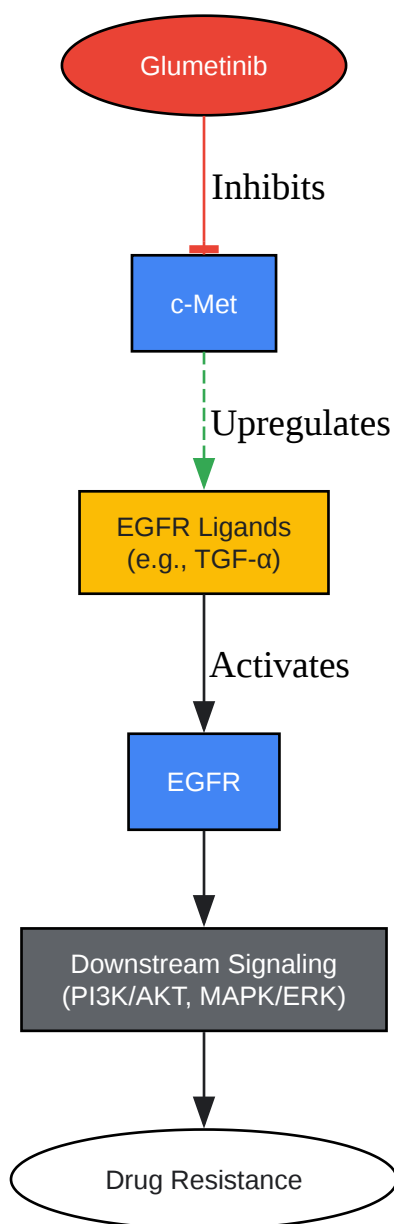 Glumetinib
Inhibits
c-Met
Upregulates
EGFR Ligands
(e.g., TGF-α)
Activates
EGFR
Downstream Signaling
(PI3K/AKT, MAPK/ERK)
Drug Resistance